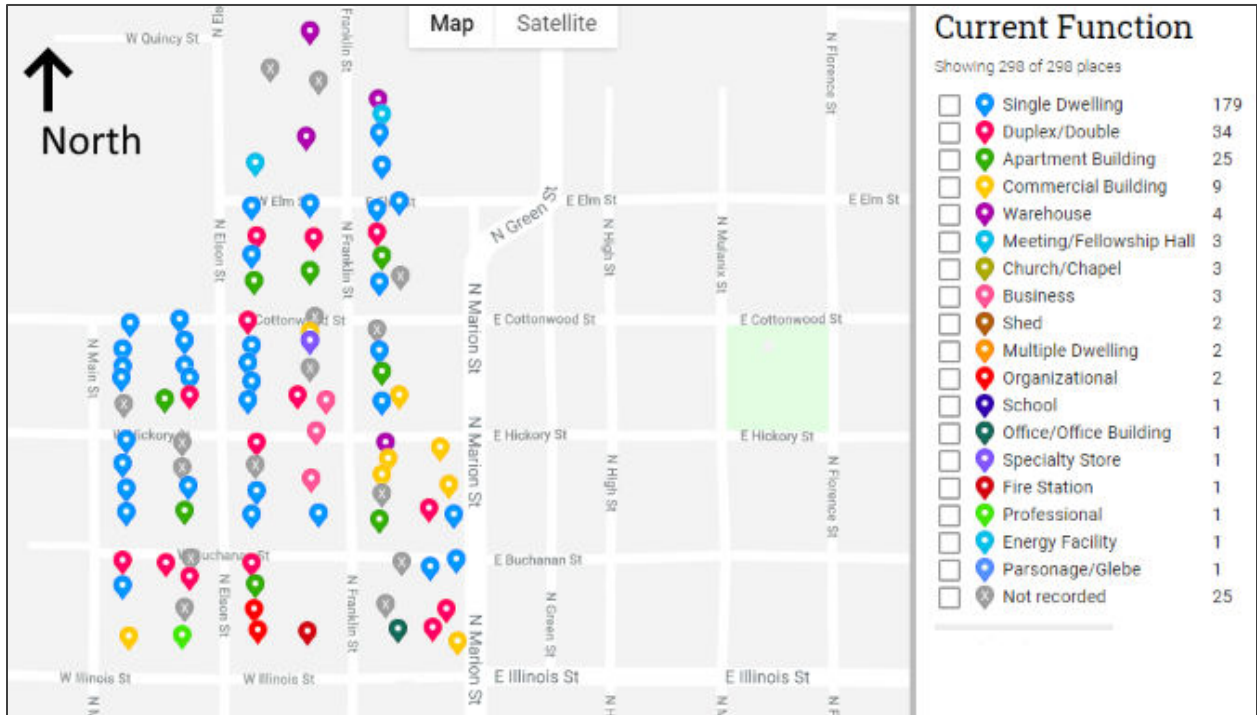 Map
Satellite
North
W Quincy St
N Els
Franklin St
N Florence St
W Elm St
E Elm St
E Elm St
E Elm St
N Green St
N Elson St
N Franklin St
N High St
N Mulanix St
N Marion St
Cottonwood St
E Cottonwood St
E Cottonwood St
N Main St
W Hickory St
E Hickory St
E Hickory St
N Marion St
N High St
N Florence St
W Buchanan St
E Buchanan St
N Elson St
N Franklin St
N Green St
N Marion St
W Illinois St
W Illinois St
E Illinois St
E Illinois St
N M
N H
N M
N F
Current Function
Showing 298 of 298 places
Single Dwelling 179
Duplex/Double 34
Apartment Building 25
Commercial Building 9
Warehouse 4
Meeting/Fellowship Hall 3
Church/Chapel 3
Business 3
Shed 2
Multiple Dwelling 2
Organizational 2
School 1
Office/Office Building 1
Specialty Store 1
Fire Station 1
Professional 1
Energy Facility 1
Parsonage/Glebe 1
Not recorded 25